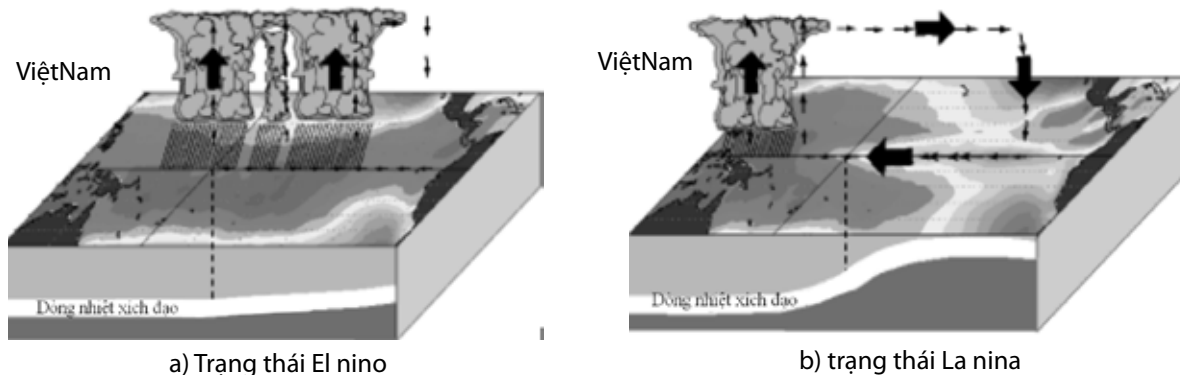 ViệtNam
Dòng nhiệt xích đạo
a) Trạng thái El nino
ViệtNam
Dòng nhiệt xích đạo
b) trạng thái La nina